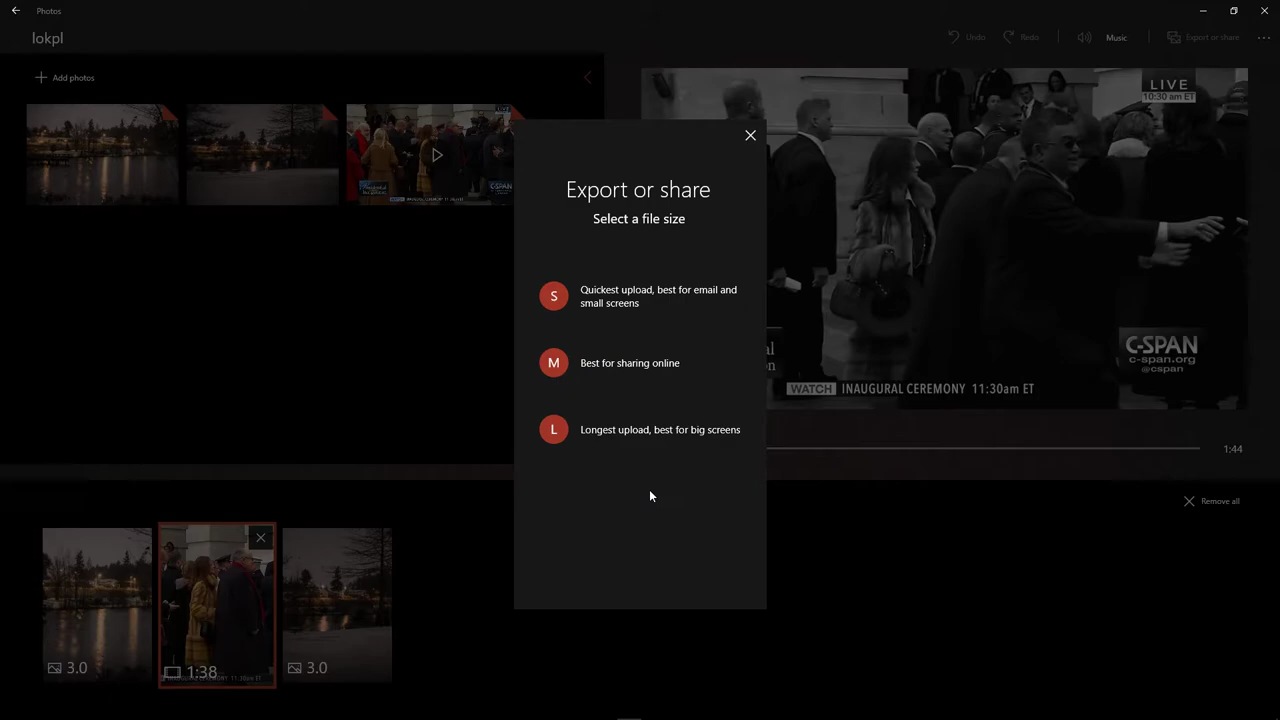 Photos
lokpl
Undo
Redo
Music
Export or share
Add photos
LIVE
10:30 am ET
C-SPAN
Export or share
Select a file size
S
Quickest upload, best for email and
small screens
M
Best for sharing online
L
Longest upload, best for big screens
C-SPAN
c-span.org
@cspan
WATCH INAUGURAL CEREMONY 11:30am ET
1:44
Remove all
3.0
1:38
3.0